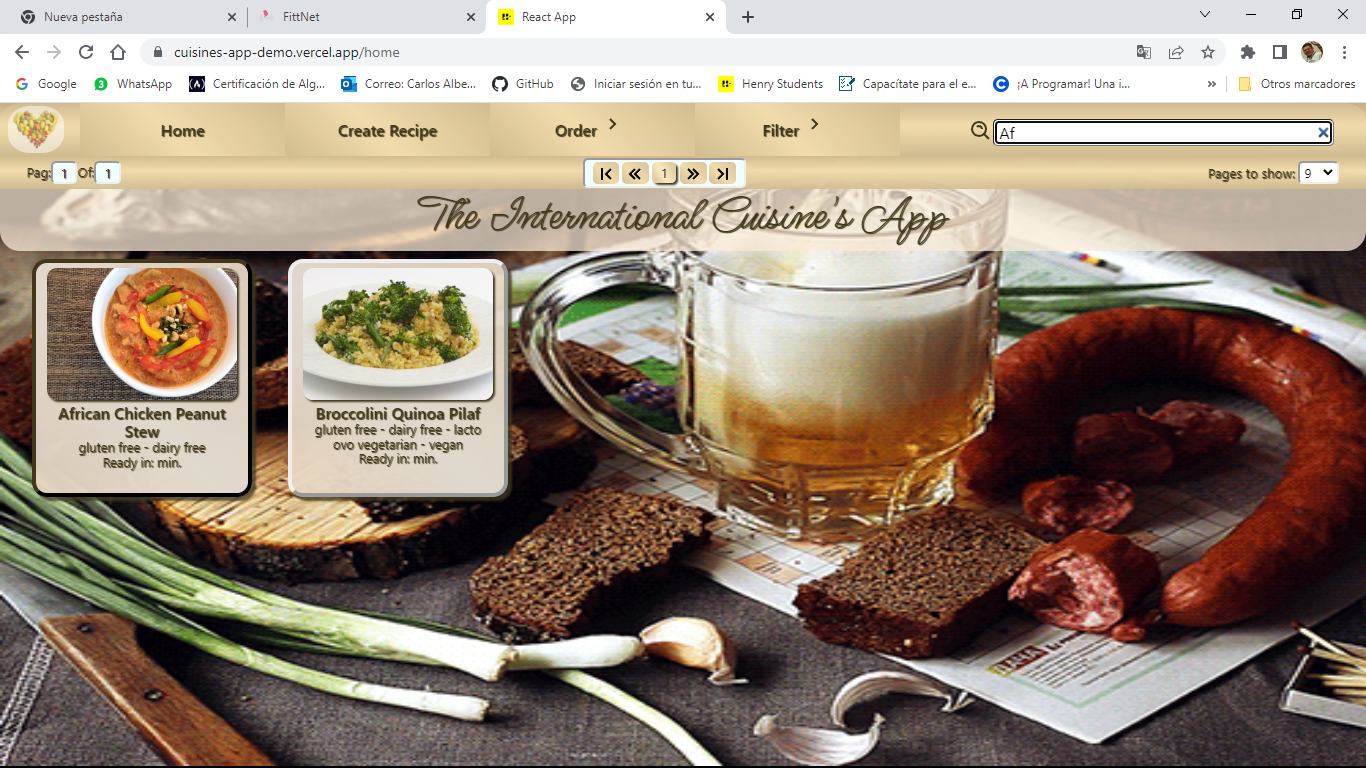 Nueva pestaña
FittNet
React App
cuisines-app-demo.vercel.app/home
Google
WhatsApp
Certificación de Alg...
Correo: Carlos Albe...
GitHub
Iniciar sesión en tu...
Henry Students
Capacítate para el e...
¡A Programar! Una i...
»
Otros marcadores
Home
Create Recipe
Order
Filter
Af
Pag: 1 Of: 1
1
Pages to show: 9
The International Cuisine's App
African Chicken Peanut
Stew
gluten free - dairy free
Ready in: min.
Broccolini Quinoa Pilaf
gluten free - dairy free - lacto
ovo vegetarian - vegan
Ready in: min.